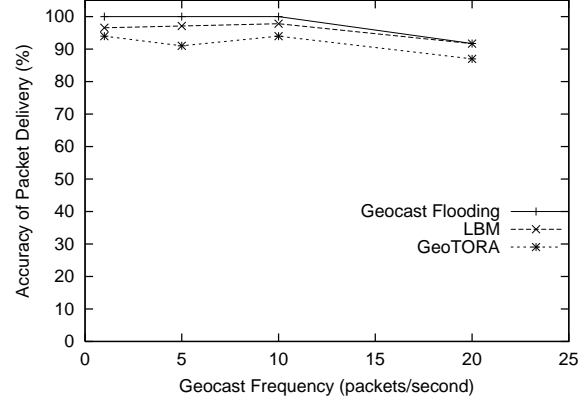 Accuracy of Packet Delivery (%)
100
90
80
70
60
50
40
30
20
10
0
Geocast Flooding
LBM
GeoTORA
0 5 10 15 20 25
Geocast Frequency (packets/second)